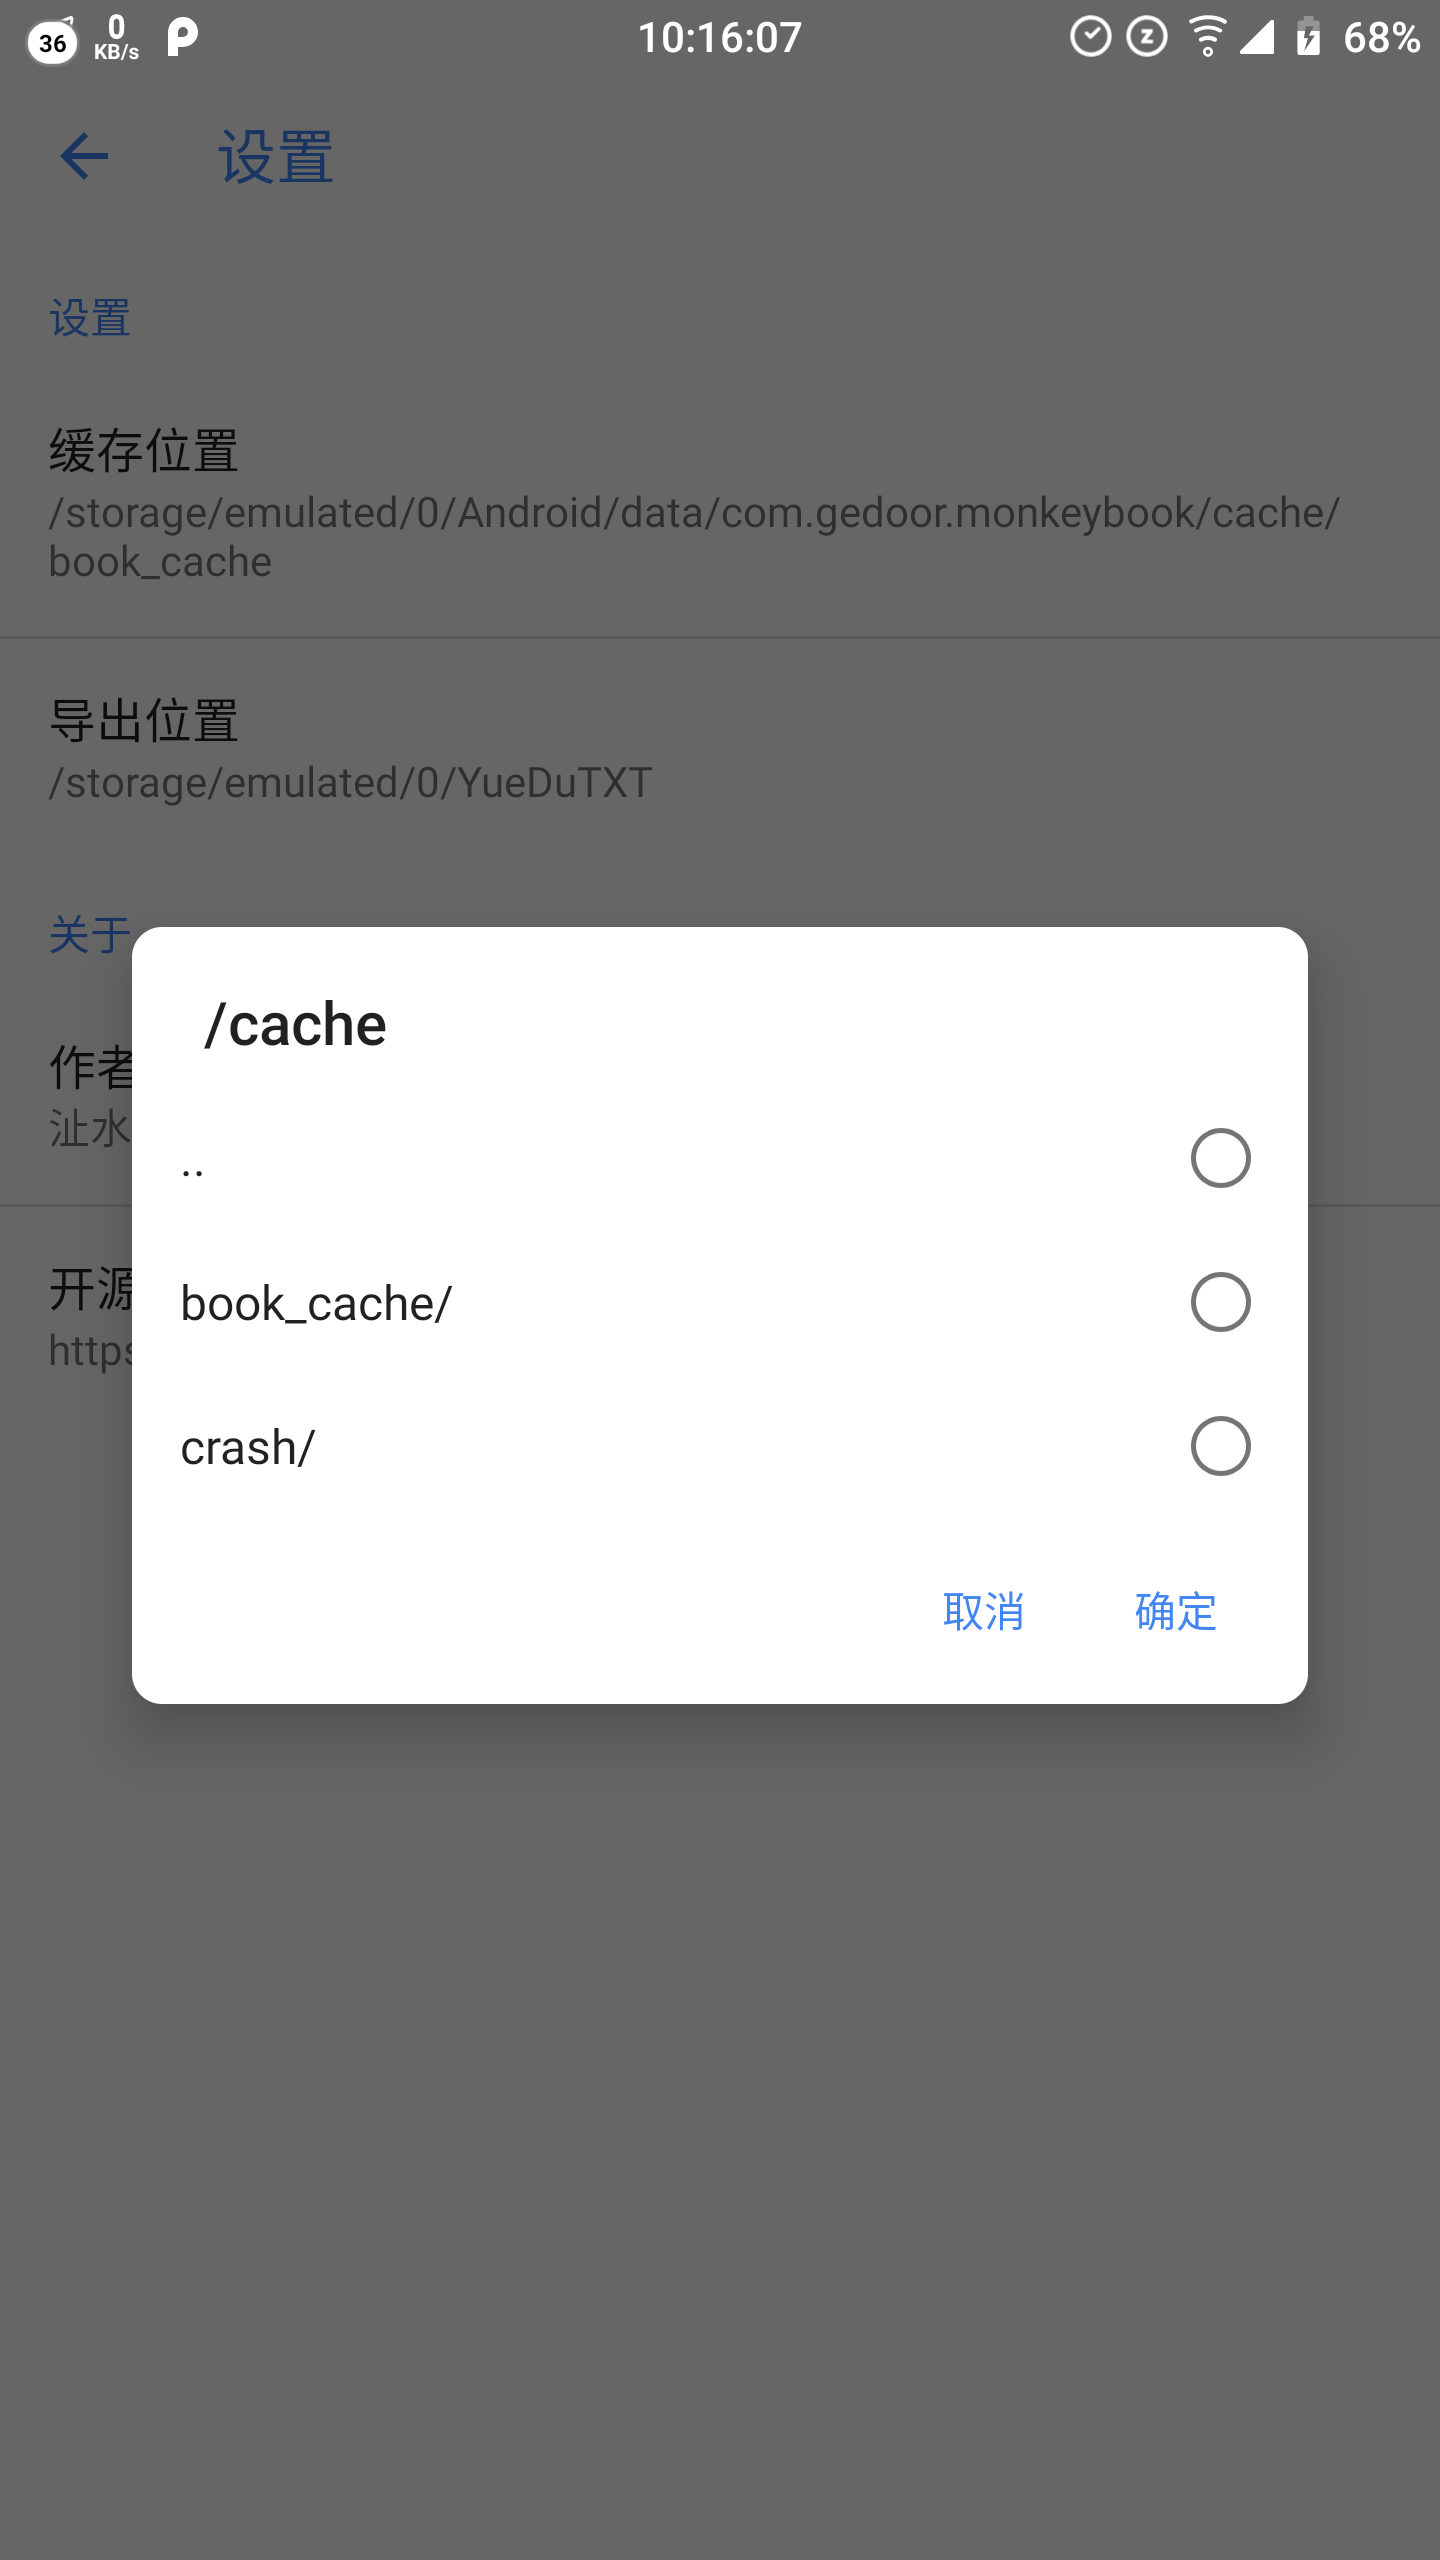 36
0
KB/s
10:16:07
68%
设置
设置
缓存位置
/storage/emulated/0/Android/data/com.gedoor.monkeybook/cache/
book_cache
导出位置
/storage/emulated/0/YueDuTXT
关于
/cache
作者
沚水
..
开源
book_cache/
https
crash/
取消
确定